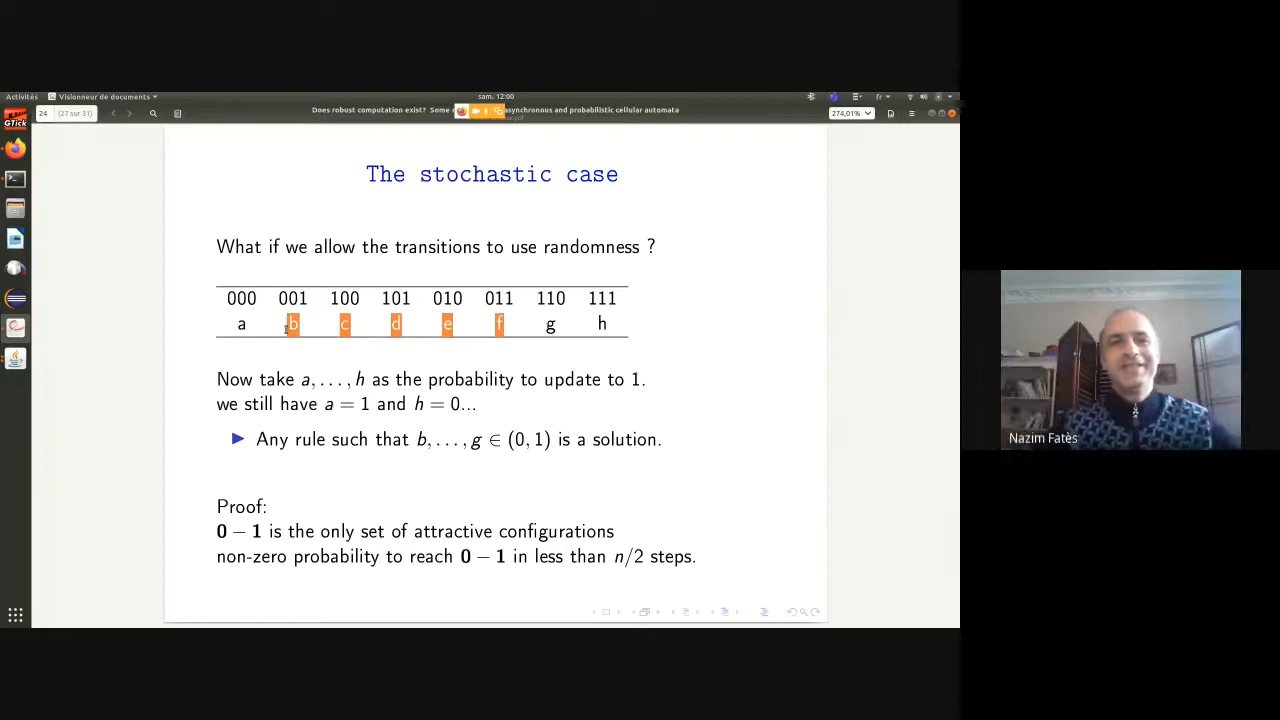 Activités
Visionneur de documents
sam. 12:00
fr
24
(27 sur 31)
Does robust computation exist? Some
asynchronous and probabilistic cellular automata
274,01%
GTick
The stochastic case
What if we allow the transitions to use randomness ?
000 001 100 101 010 011 110 111
a b c d e f g h
Now take a, . . . , h as the probability to update to 1.
we still have a = 1 and h = 0...
▶ Any rule such that b, . . . , g ∈ (0, 1) is a solution.
Proof:
0 − 1 is the only set of attractive configurations
non-zero probability to reach 0 − 1 in less than n/2 steps.
Nazim Fatès